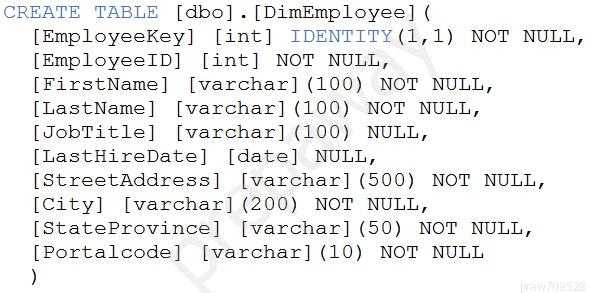 CREATE TABLE [dbo].[DimEmployee](
[EmployeeKey] [int] IDENTITY(1,1) NOT NULL,
[EmployeeID] [int] NOT NULL,
[FirstName] [varchar](100) NOT NULL,
[LastName] [varchar](100) NOT NULL,
[JobTitle] [varchar](100) NULL,
[LastHireDate] [date] NULL,
[StreetAddress] [varchar](500) NOT NULL,
[City] [varchar](200) NOT NULL,
[StateProvince] [varchar](50) NOT NULL,
[Portalcode] [varchar](10) NOT NULL
)
prepaway
praw709528